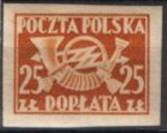 POCZTA POLSKA
25 25
zł zł
DOPŁATA